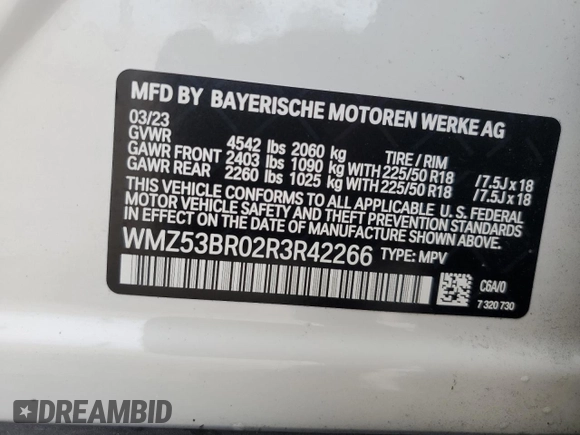 MFD BY BAYERISCHE MOTOREN WERKE AG
03/23
GVWR 4542 lbs 2060 kg TIRE / RIM
GAWR FRONT 2403 lbs 1090 kg WITH 225/50 R18 / 7.5J x 18
GAWR REAR 2260 lbs 1025 kg WITH 225/50 R18 / 7.5J x 18
THIS VEHICLE CONFORMS TO ALL APPLICABLE U. S. FEDERAL
MOTOR VEHICLE SAFETY AND THEFT PREVENTION STANDARDS
IN EFFECT ON THE DATE OF MANUFACTURE SHOWN ABOVE.
WMZ53BR02R3R42266 TYPE: MPV
C6A/0
7 320 730
DREAMBID